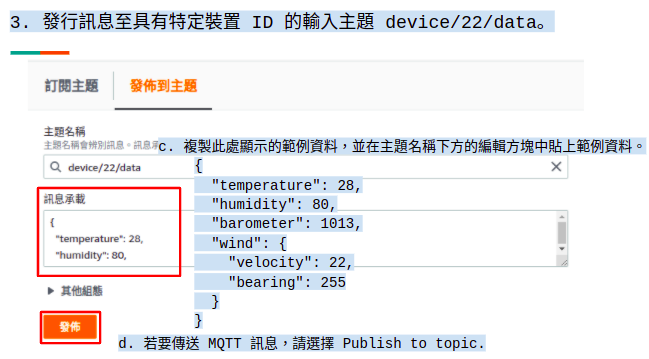 3. 發行訊息至具有特定裝置 ID 的輸入主題 device/22/data。
訂閱主題
發佈到主題
主題名稱
主題名稱會辨別訊息。訊息承
c. 複製此處顯示的範例資料，並在主題名稱下方的編輯方塊中貼上範例資料。
device/22/data
{
"temperature": 28,
"humidity": 80,
"barometer": 1013,
"wind": {
"velocity": 22,
"bearing": 255
}
}
訊息承載
{
"temperature": 28,
"humidity": 80,
其他組態
發佈
d. 若要傳送 MQTT 訊息，請選擇 Publish to topic.